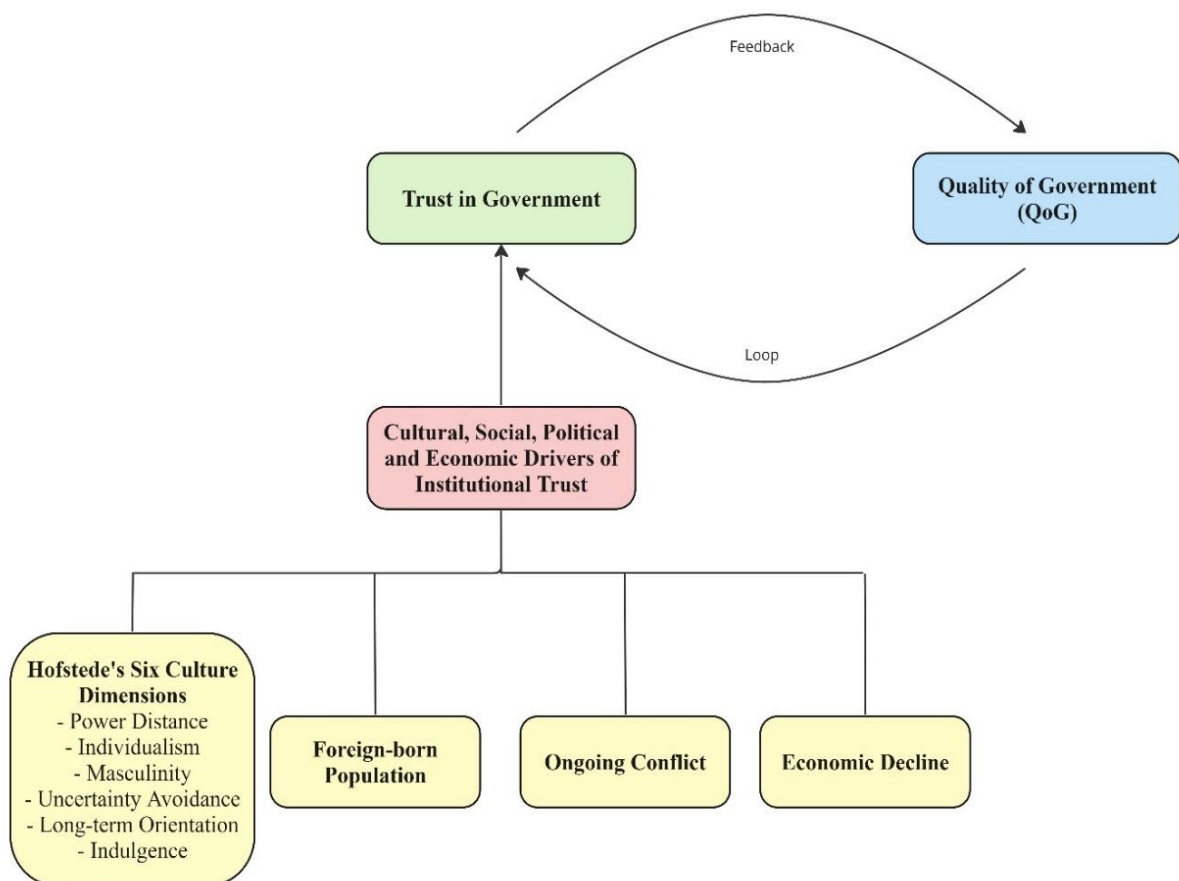 Feedback
Trust in Government
Quality of Government
(QoG)
Loop
Cultural, Social, Political
and Economic Drivers of
Institutional Trust
Hofstede's Six Culture
Dimensions
- Power Distance
- Individualism
- Masculinity
- Uncertainty Avoidance
- Long-term Orientation
- Indulgence
Foreign-born
Population
Ongoing Conflict
Economic Decline